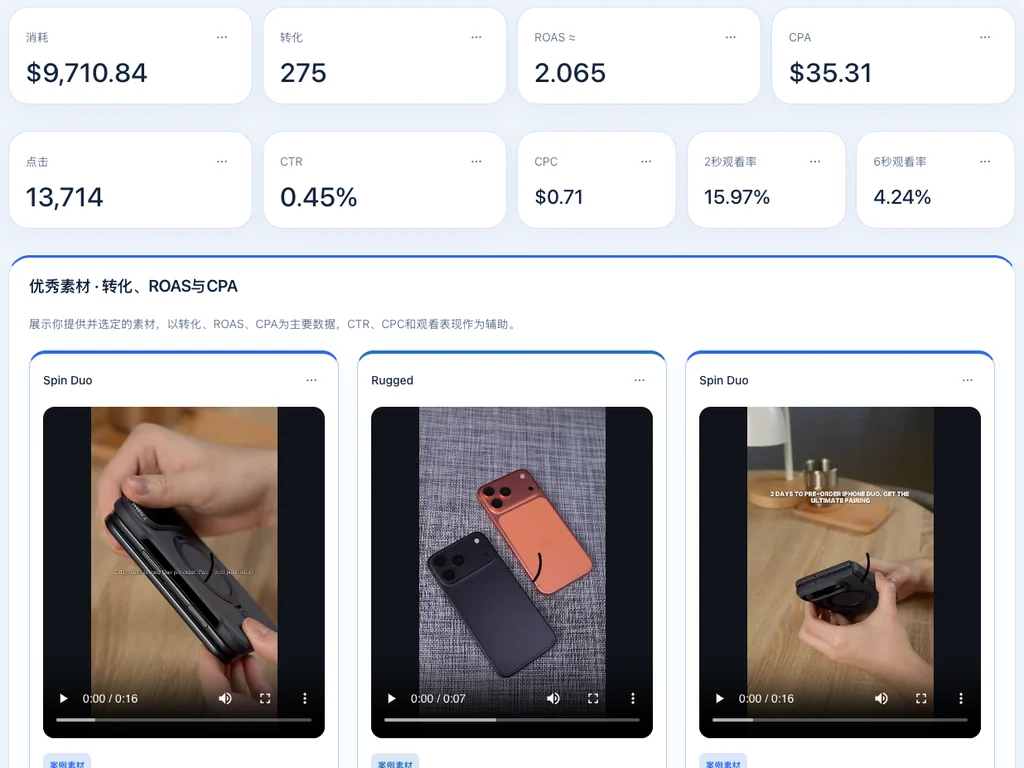 消耗 ...
转化 ...
ROAS ≈ ...
CPA ...
$9,710.84
275
2.065
$35.31
点击 ...
CTR ...
CPC ...
2秒观看率 ...
6秒观看率 ...
13,714
0.45%
$0.71
15.97%
4.24%
优秀素材 · 转化、ROAS与CPA
展示你提供并选定的素材，以转化、ROAS、CPA为主要数据，CTR、CPC和观看表现作为辅助。
Spin Duo ...
Rugged ...
Spin Duo ...
2 DAYS TO PRE-ORDER IPHONE DUO. GET THE
ULTIMATE PAIRING
0:00 / 0:16
0:00 / 0:07
0:00 / 0:16
案例素材
案例素材
案例素材